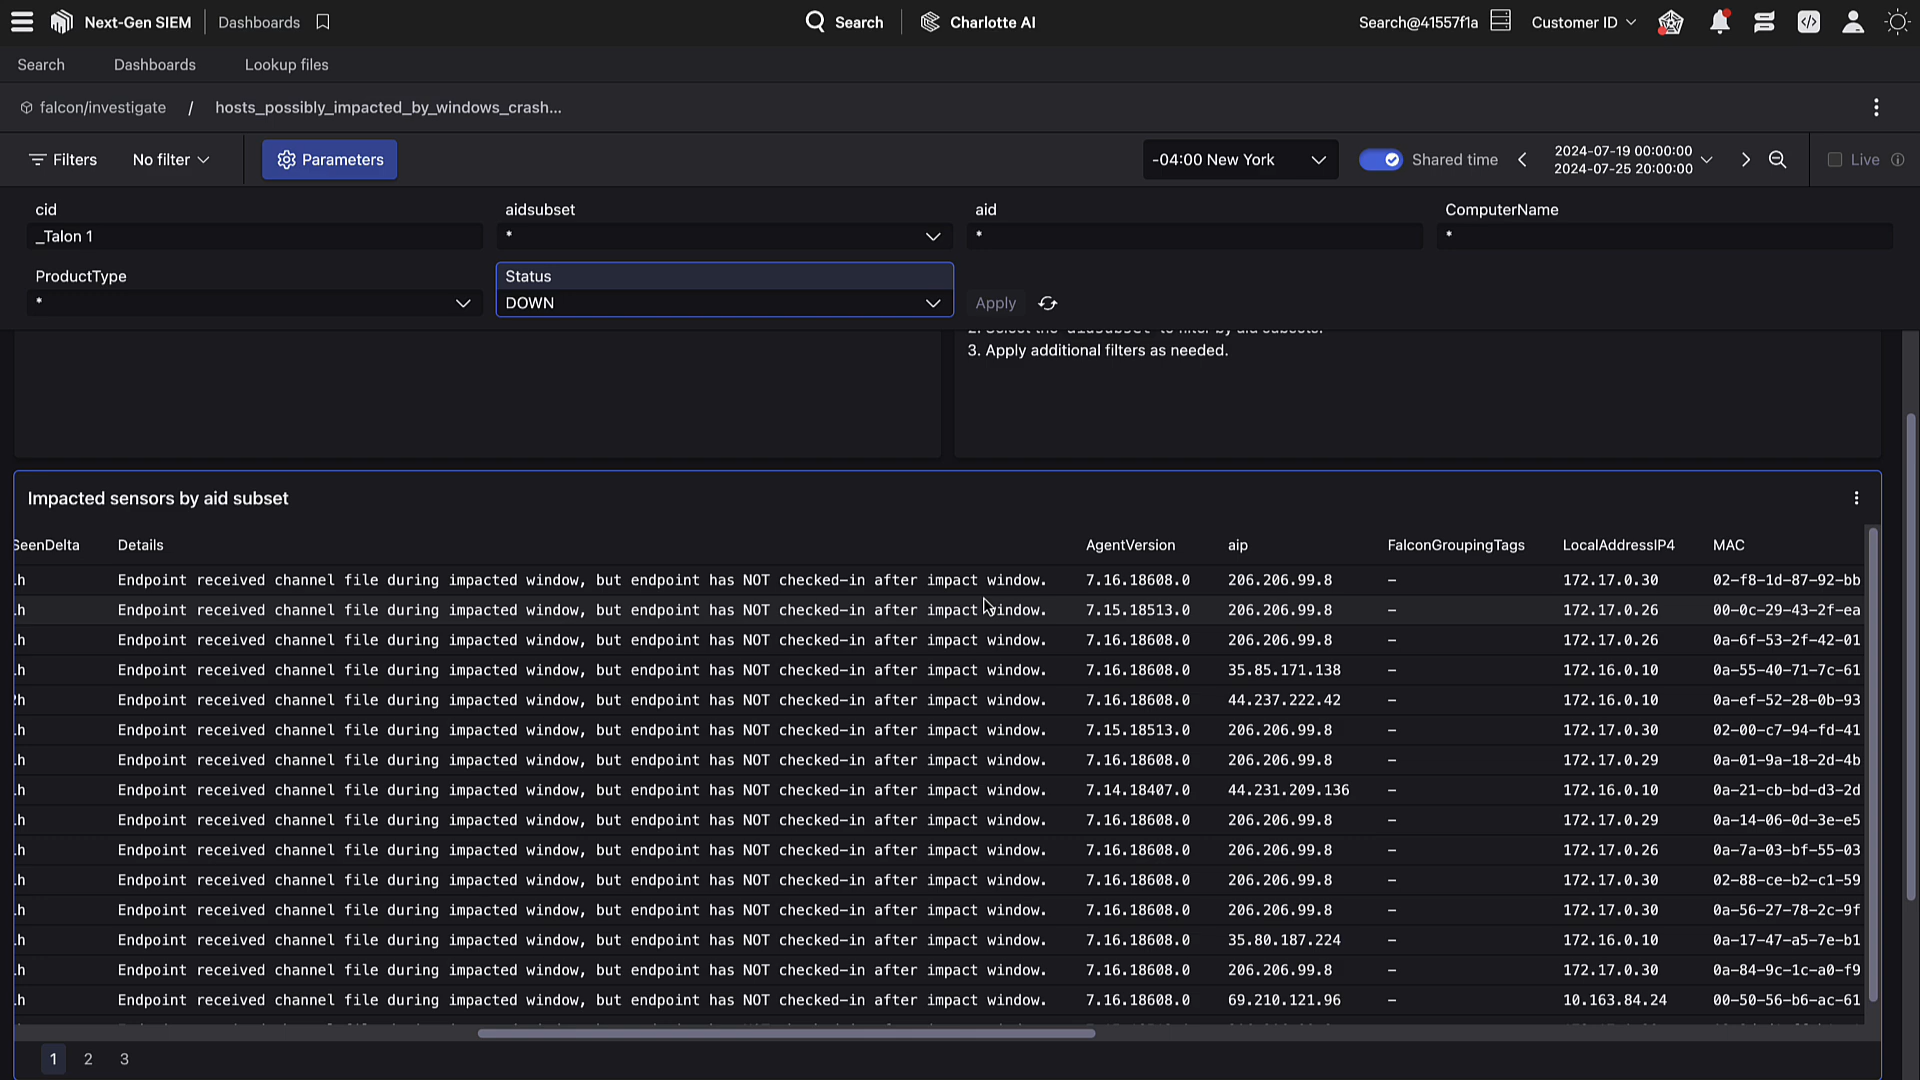 Next-Gen SIEM Dashboards Search Charlotte AI Search@41557f1a Customer ID
Search Dashboards Lookup files
falcon/investigate / hosts_possibly_impacted_by_windows_crash...
Filters No filter Parameters -04:00 New York Shared time 2024-07-19 00:00:00 Live
2024-07-25 20:00:00
cid aidsubset aid ComputerName
_Talon 1 * * *
ProductType Status
* DOWN Apply
2. Select the aidsubset to filter by aid subsets.
3. Apply additional filters as needed.
Impacted sensors by aid subset
SeenDelta Details AgentVersion aip FalconGroupingTags LocalAddressIP4 MAC
.h Endpoint received channel file during impacted window, but endpoint has NOT checked-in after impact window. 7.16.18608.0 206.206.99.8 – 172.17.0.30 02-f8-1d-87-92-bb
.h Endpoint received channel file during impacted window, but endpoint has NOT checked-in after impact window. 7.15.18513.0 206.206.99.8 – 172.17.0.26 00-0c-29-43-2f-ea
.h Endpoint received channel file during impacted window, but endpoint has NOT checked-in after impact window. 7.16.18608.0 206.206.99.8 – 172.17.0.26 0a-6f-53-2f-42-01
.h Endpoint received channel file during impacted window, but endpoint has NOT checked-in after impact window. 7.16.18608.0 35.85.171.138 – 172.16.0.10 0a-55-40-71-7c-61
h Endpoint received channel file during impacted window, but endpoint has NOT checked-in after impact window. 7.16.18608.0 44.237.222.42 – 172.16.0.10 0a-ef-52-28-0b-93
.h Endpoint received channel file during impacted window, but endpoint has NOT checked-in after impact window. 7.15.18513.0 206.206.99.8 – 172.17.0.30 02-00-c7-94-fd-41
.h Endpoint received channel file during impacted window, but endpoint has NOT checked-in after impact window. 7.16.18608.0 206.206.99.8 – 172.17.0.29 0a-01-9a-18-2d-4b
.h Endpoint received channel file during impacted window, but endpoint has NOT checked-in after impact window. 7.14.18407.0 44.231.209.136 – 172.16.0.10 0a-21-cb-bd-d3-2d
.h Endpoint received channel file during impacted window, but endpoint has NOT checked-in after impact window. 7.16.18608.0 206.206.99.8 – 172.17.0.29 0a-14-06-0d-3e-e5
.h Endpoint received channel file during impacted window, but endpoint has NOT checked-in after impact window. 7.16.18608.0 206.206.99.8 – 172.17.0.26 0a-7a-03-bf-55-03
.h Endpoint received channel file during impacted window, but endpoint has NOT checked-in after impact window. 7.16.18608.0 206.206.99.8 – 172.17.0.30 02-88-ce-b2-c1-59
.h Endpoint received channel file during impacted window, but endpoint has NOT checked-in after impact window. 7.16.18608.0 206.206.99.8 – 172.17.0.30 0a-56-27-78-2c-9f
.h Endpoint received channel file during impacted window, but endpoint has NOT checked-in after impact window. 7.16.18608.0 35.80.187.224 – 172.16.0.10 0a-17-47-a5-7e-b1
.h Endpoint received channel file during impacted window, but endpoint has NOT checked-in after impact window. 7.16.18608.0 206.206.99.8 – 172.17.0.30 0a-84-9c-1c-a0-f9
.h Endpoint received channel file during impacted window, but endpoint has NOT checked-in after impact window. 7.16.18608.0 69.210.121.96 – 10.163.84.24 00-50-56-b6-ac-61
1 2 3